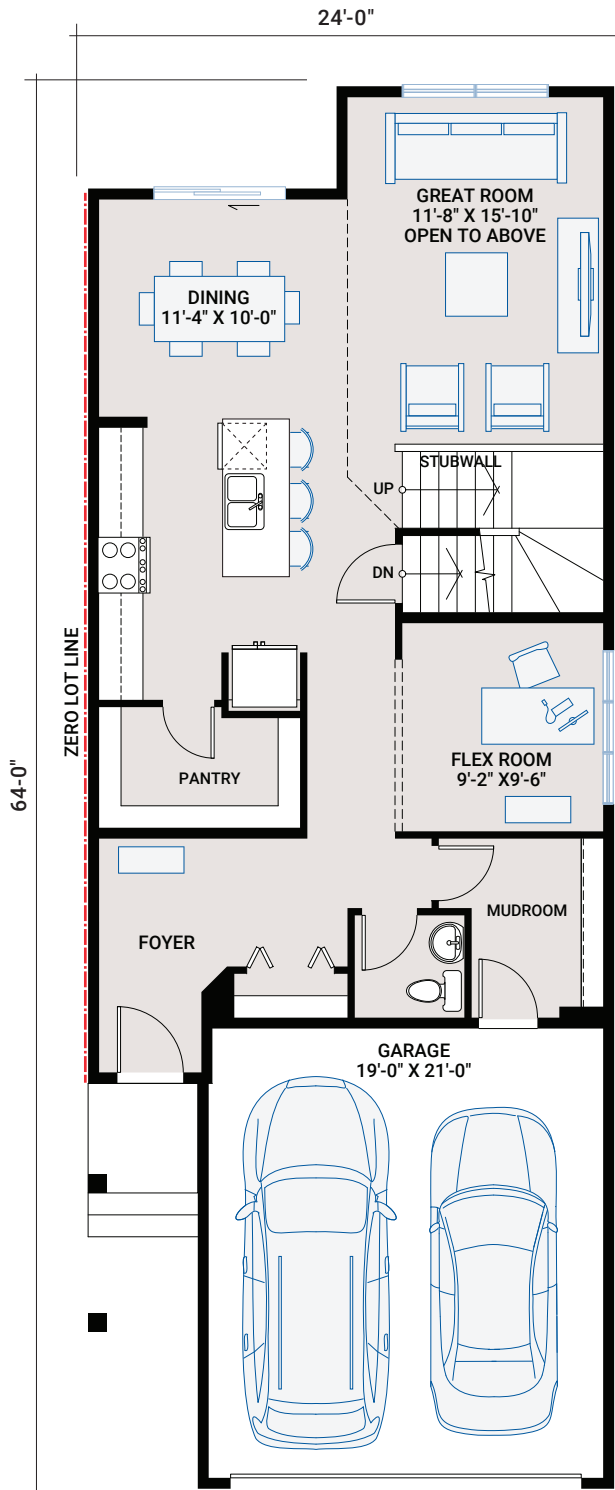 24'-0"
GREAT ROOM
11'-8" X 15'-10"
OPEN TO ABOVE
DINING
11'-4" X 10'-0"
STUBWALL
UP
DN
ZERO LOT LINE
64'-0"
FLEX ROOM
9'-2" X9'-6"
PANTRY
MUDROOM
FOYER
GARAGE
19'-0" X 21'-0"